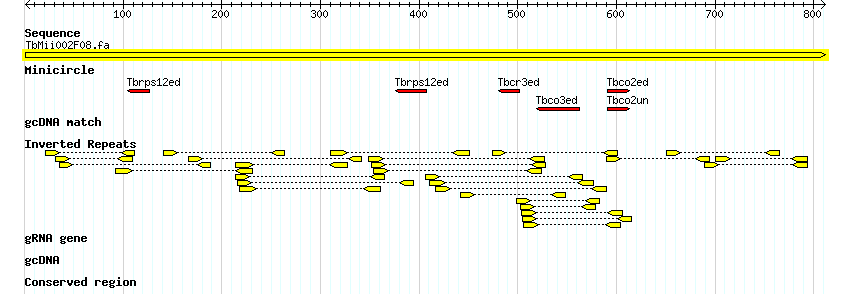 100 200 300 400 500 600 700 800
Sequence
TbMii002F08.fa
Minicircle
Tbrps12ed Tbrps12ed Tbcr3ed Tbco2ed
Tbco3ed Tbco2un
gcDNA match
Inverted Repeats
gRNA gene
gcDNA
Conserved region